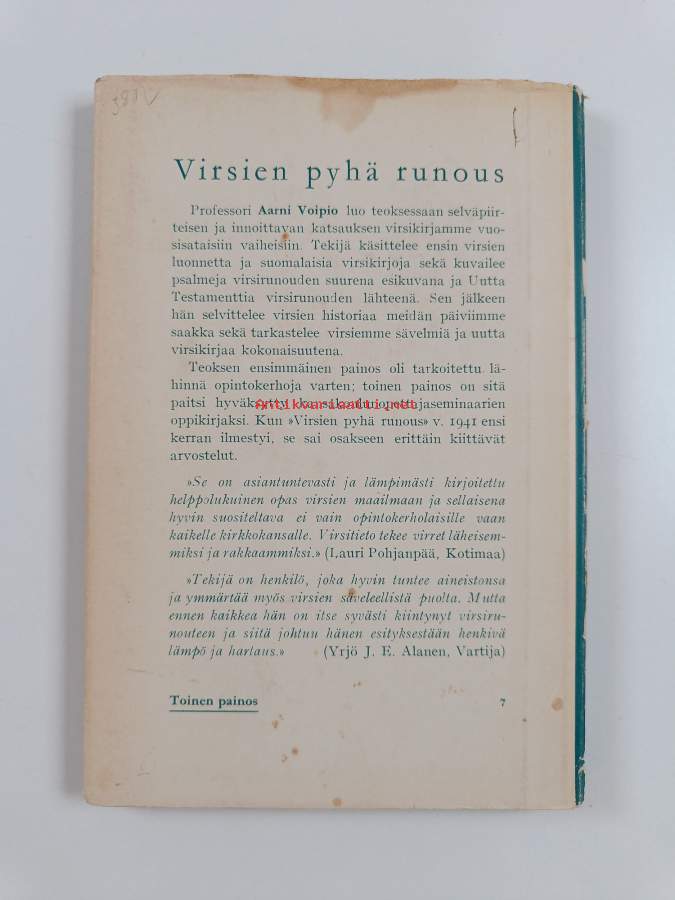 Virsien pyhä runous
Professori Aarni Voipio luo teoksessaan selväpiir-
teisen ja innoittavan katsauksen virsikirjamme vuo-
sisataisiin vaiheisiin. Tekijä käsittelee ensin virsien
luonnetta ja suomalaisia virsikirjoja sekä kuvailee
psalmeja virsirunouden suurena esikuvana ja Uutta
Testamenttia virsirunouden lähteenä. Sen jälkeen
hän selvittelee virsien historiaa meidän päiviimme
saakka sekä tarkastelee virsiemme sävelmiä ja uutta
virsikirjaa kokonaisuutena.
Teoksen ensimmäinen painos oli tarkoitettu lä-
hinnä opintokerhoja varten; toinen painos on sitä
paitsi hyväksytty kansakoulunopettajaseminaarien
Antikvariaatti.net
oppikirjaksi. Kun »Virsien pyhä runous» v. 1941 ensi
kerran ilmestyi, se sai osakseen erittäin kiittävät
arvostelut.
»Se on asiantuntevasti ja lämpimästi kirjoitettu
helppolukuinen opas virsien maailmaan ja sellaisena
hyvin suositeltava ei vain opintokerholaisille vaan
kaikelle kirkkokansalle. Virsitieto tekee virret läheisem-
miksi ja rakkaammiksi.» (Lauri Pohjanpää, Kotimaa)
»Tekijä on henkilö, joka hyvin tuntee aineistonsa
ja ymmärtää myös virsien säveleellistä puolta. Mutta
ennen kaikkea hän on itse syvästi kiintynyt virsiru-
nouteen ja siitä johtuu hänen esityksestään henkivä
lämpö ja hartaus.» (Yrjö J. E. Alanen, Vartija)
Toinen painos 7